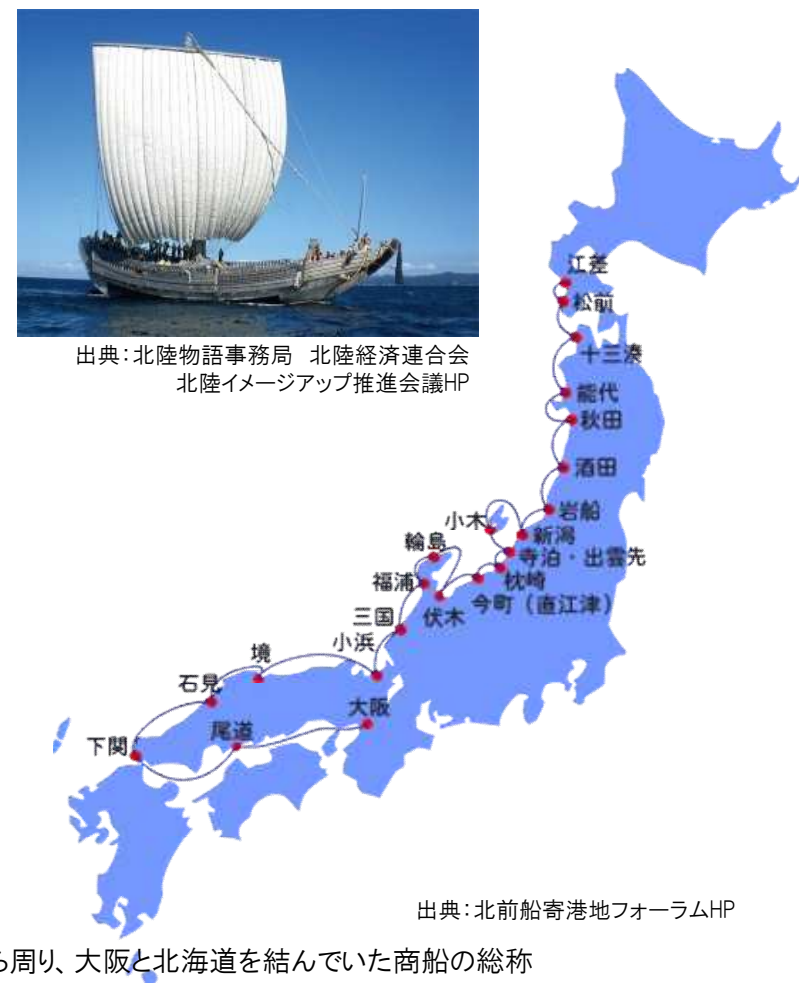 出典：北陸物語事務局　北陸経済連合会
北陸イメージアップ推進会議HP
江差
松前
十三湊
能代
秋田
酒田
岩船
小木
新潟
輪島
寺泊・出雲先
枕崎
福浦
今町（直江津）
伏木
三国
小浜
境
石見
大阪
尾道
下関
出典：北前船寄港地フォーラムHP
ら周り、大阪と北海道を結んでいた商船の総称